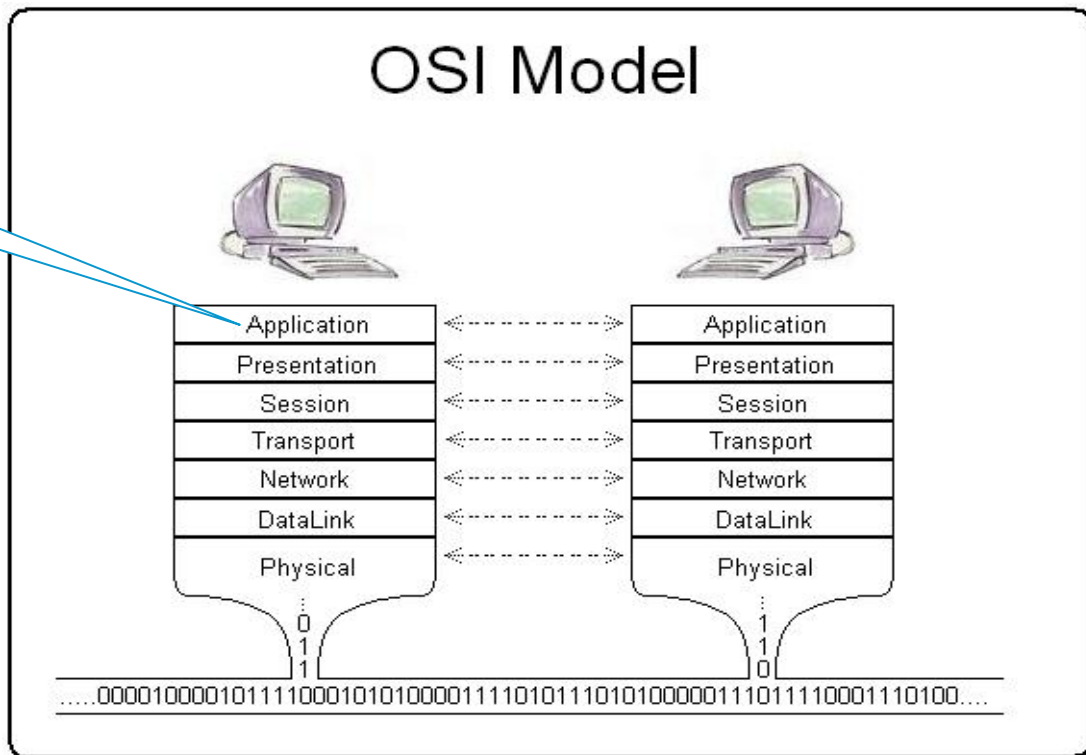 OSI Model
Application
Presentation
Session
Transport
Network
DataLink
Physical
0
1
1
Application
Presentation
Session
Transport
Network
DataLink
Physical
1
1
0
.....0000100001011110001010100001111010111010100000111011110001110100....